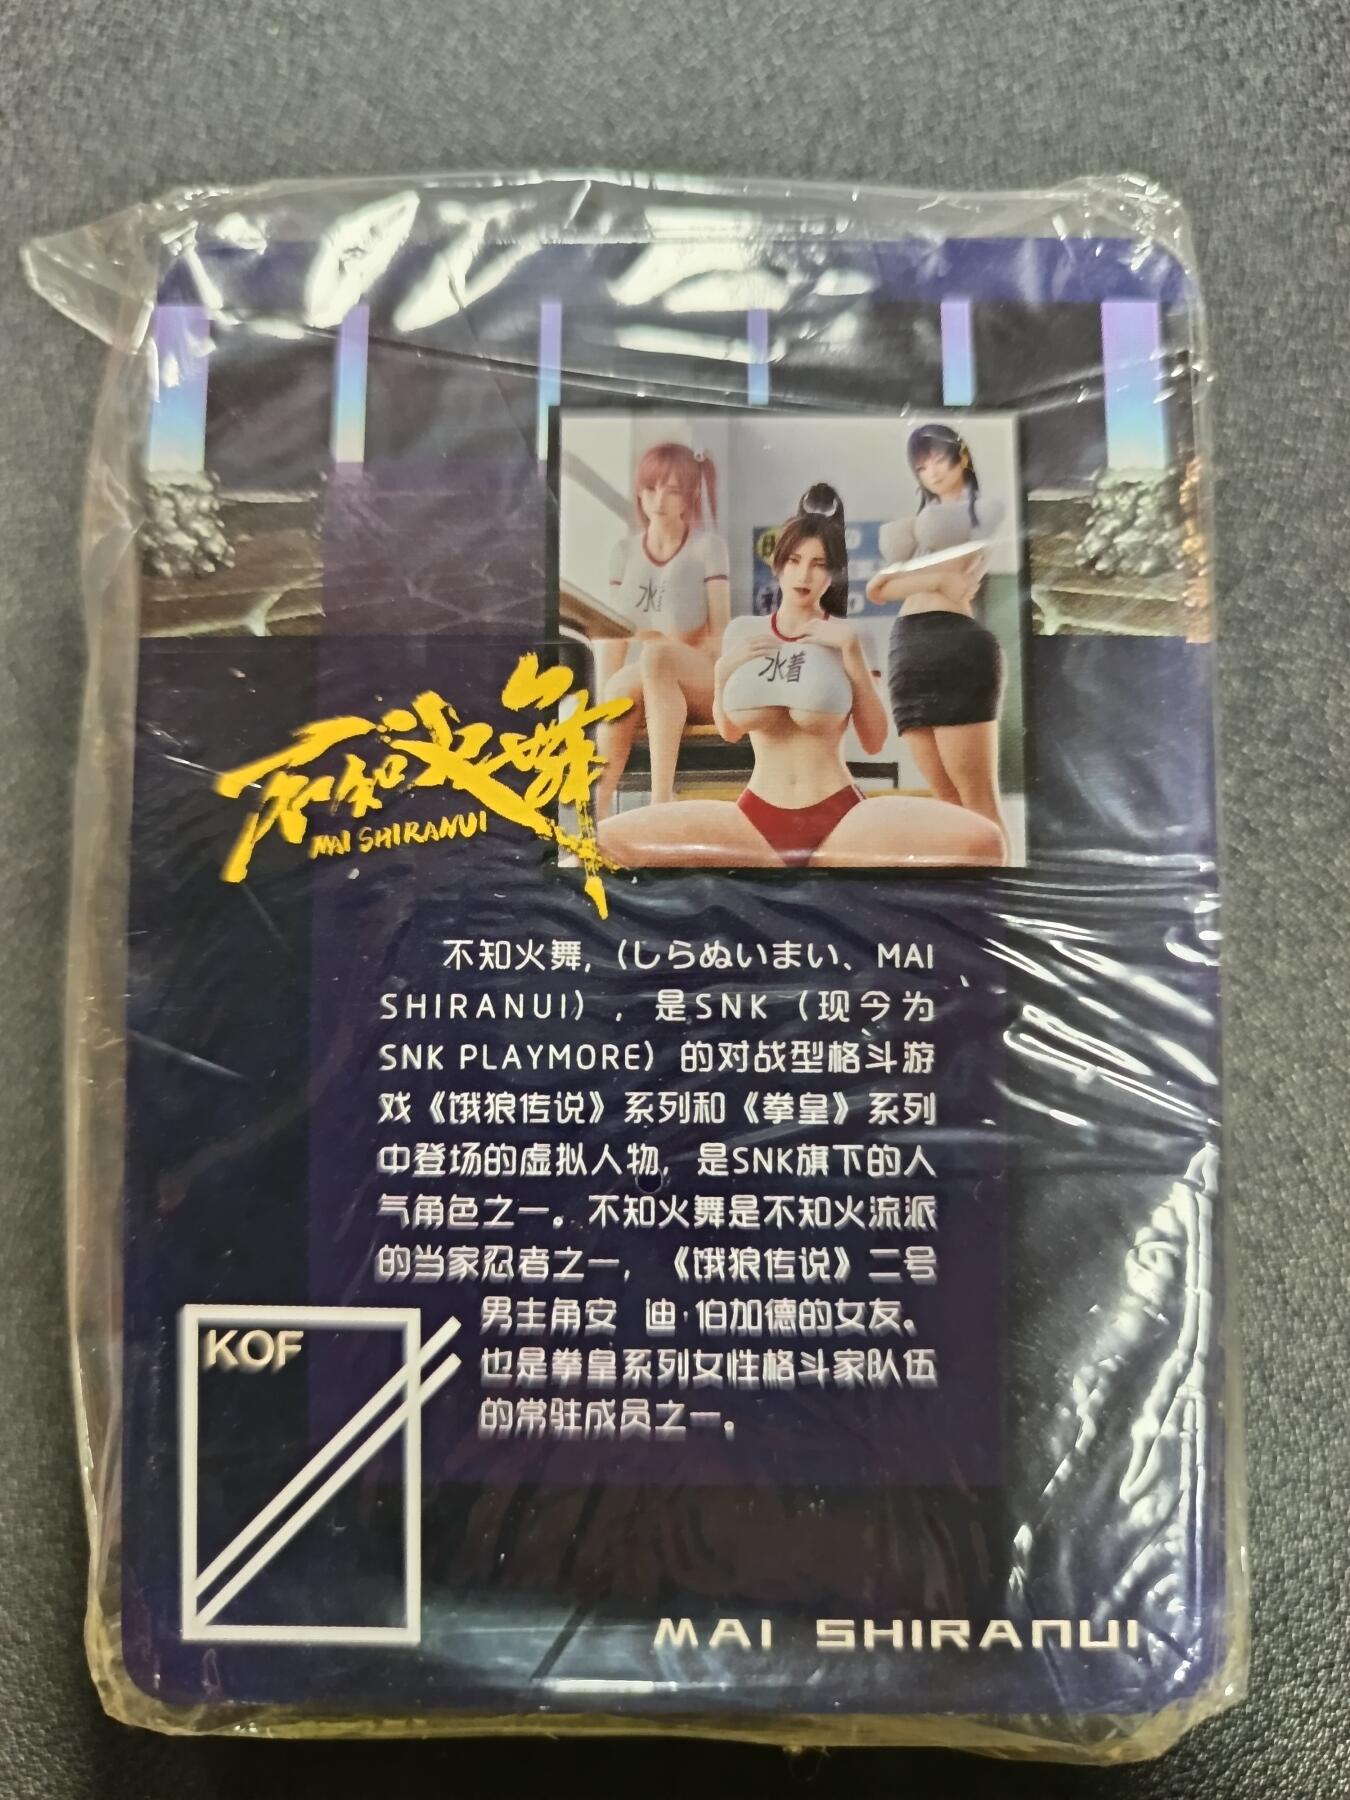 水着
水着
不知火舞
MAI SHIRANUI
不知火舞,（しらぬいまい、MAI
SHIRANUI）, 是SNK（现今为
SNK PLAYMORE）的对战型格斗游
戏《饿狼传说》系列和《拳皇》系列
中登场的虚拟人物, 是SNK旗下的人
气角色之一。不知火舞是不知火流派
的当家忍者之一, 《饿狼传说》二号
男主角安 迪·伯加德的女友。
也是拳皇系列女性格斗家队伍
的常驻成员之一。
KOF
MAI SHIRANUI